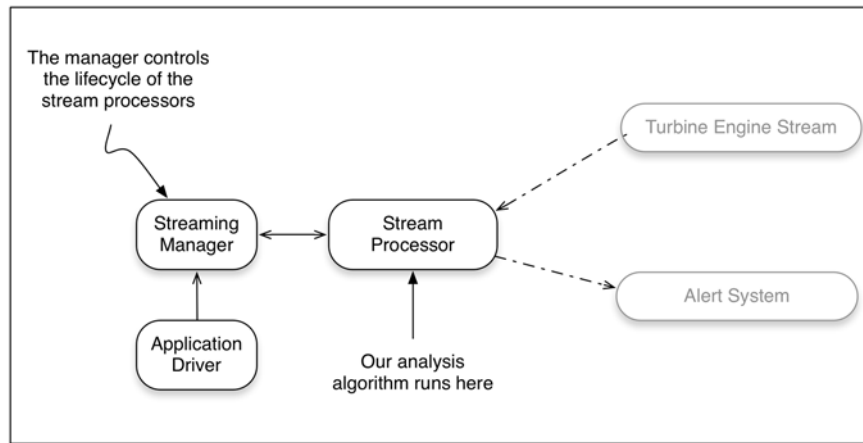 The manager controls
the lifecycle of the
stream processors
Turbine Engine Stream
Streaming
Manager
Stream
Processor
Alert System
Application
Driver
Our analysis
algorithm runs here